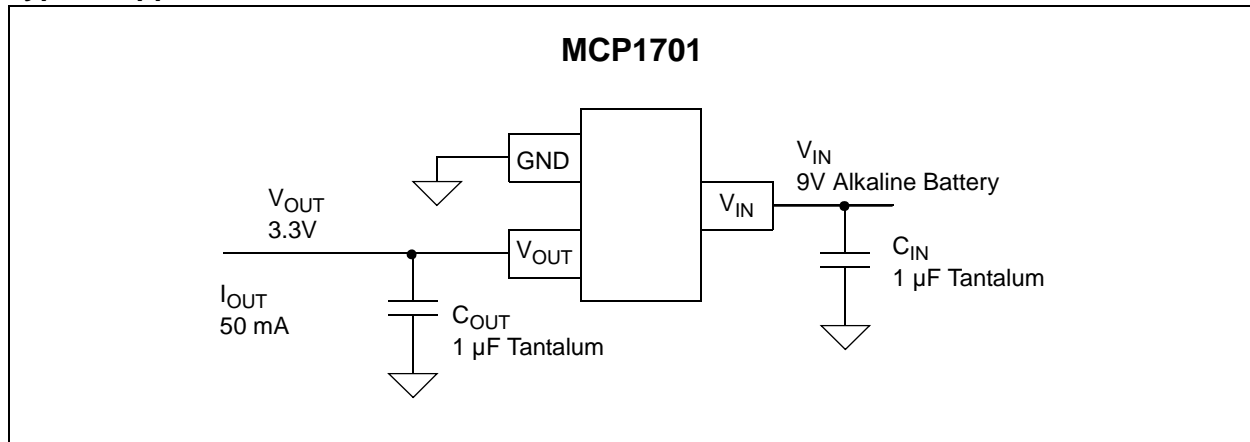 MCP1701
GND
VIN
9V Alkaline Battery
VIN
VOUT
3.3V
VOUT
CIN
1 µF Tantalum
IOUT
50 mA
COUT
1 µF Tantalum